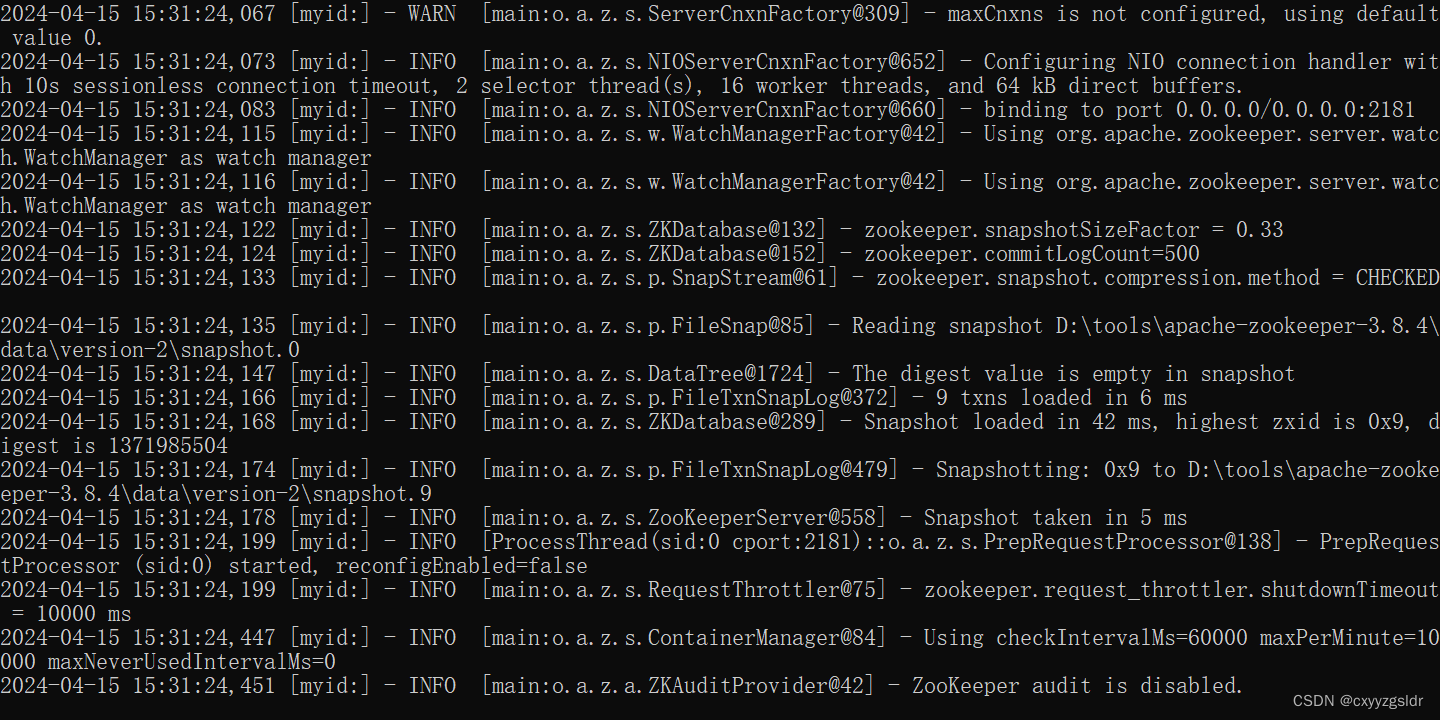 2024-04-15 15:31:24,067 [myid:] - WARN  [main:o.a.z.s.ServerCnxnFactory@309] - maxCnxns is not configured, using default
 value 0.
2024-04-15 15:31:24,073 [myid:] - INFO  [main:o.a.z.s.NIOServerCnxnFactory@652] - Configuring NIO connection handler wit
h 10s sessionless connection timeout, 2 selector thread(s), 16 worker threads, and 64 kB direct buffers.
2024-04-15 15:31:24,083 [myid:] - INFO  [main:o.a.z.s.NIOServerCnxnFactory@660] - binding to port 0.0.0.0/0.0.0.0:2181
2024-04-15 15:31:24,115 [myid:] - INFO  [main:o.a.z.s.w.WatchManagerFactory@42] - Using org.apache.zookeeper.server.watc
h.WatchManager as watch manager
2024-04-15 15:31:24,116 [myid:] - INFO  [main:o.a.z.s.w.WatchManagerFactory@42] - Using org.apache.zookeeper.server.watc
h.WatchManager as watch manager
2024-04-15 15:31:24,122 [myid:] - INFO  [main:o.a.z.s.ZKDatabase@132] - zookeeper.snapshotSizeFactor = 0.33
2024-04-15 15:31:24,124 [myid:] - INFO  [main:o.a.z.s.ZKDatabase@152] - zookeeper.commitLogCount=500
2024-04-15 15:31:24,133 [myid:] - INFO  [main:o.a.z.s.p.SnapStream@61] - zookeeper.snapshot.compression.method = CHECKED
2024-04-15 15:31:24,135 [myid:] - INFO  [main:o.a.z.s.p.FileSnap@85] - Reading snapshot D:\tools\apache-zookeeper-3.8.4\
data\version-2\snapshot.0
2024-04-15 15:31:24,147 [myid:] - INFO  [main:o.a.z.s.DataTree@1724] - The digest value is empty in snapshot
2024-04-15 15:31:24,166 [myid:] - INFO  [main:o.a.z.s.p.FileTxnSnapLog@372] - 9 txns loaded in 6 ms
2024-04-15 15:31:24,168 [myid:] - INFO  [main:o.a.z.s.ZKDatabase@289] - Snapshot loaded in 42 ms, highest zxid is 0x9, d
igest is 1371985504
2024-04-15 15:31:24,174 [myid:] - INFO  [main:o.a.z.s.p.FileTxnSnapLog@479] - Snapshotting: 0x9 to D:\tools\apache-zooke
eper-3.8.4\data\version-2\snapshot.9
2024-04-15 15:31:24,178 [myid:] - INFO  [main:o.a.z.s.ZooKeeperServer@558] - Snapshot taken in 5 ms
2024-04-15 15:31:24,199 [myid:] - INFO  [ProcessThread(sid:0 cport:2181)::o.a.z.s.PrepRequestProcessor@138] - PrepReques
tProcessor (sid:0) started, reconfigEnabled=false
2024-04-15 15:31:24,199 [myid:] - INFO  [main:o.a.z.s.RequestThrottler@75] - zookeeper.request_throttler.shutdownTimeout
 = 10000 ms
2024-04-15 15:31:24,447 [myid:] - INFO  [main:o.a.z.s.ContainerManager@84] - Using checkIntervalMs=60000 maxPerMinute=10
000 maxNeverUsedIntervalMs=0
2024-04-15 15:31:24,451 [myid:] - INFO  [main:o.a.z.a.ZKAuditProvider@42] - ZooKeeper audit is disabled.
CSDN @cxyyzgsldr